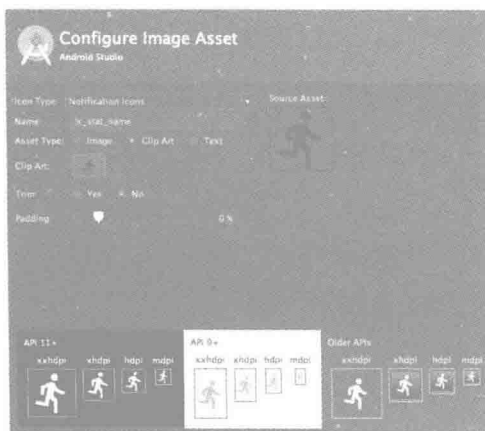 Configure Image Asset
Android Studio
Icon Type: Notification Icons
Source Asset:
Name: ic_stat_name
Asset Type: Image Clip Art Text
Clip Art:
Trim: Yes No
Padding: 0 %
API 11+
API 9+
Older APIs
xxhdpi xhdpi hdpi mdpi
xxhdpi xhdpi hdpi mdpi
xxhdpi xhdpi hdpi mdpi